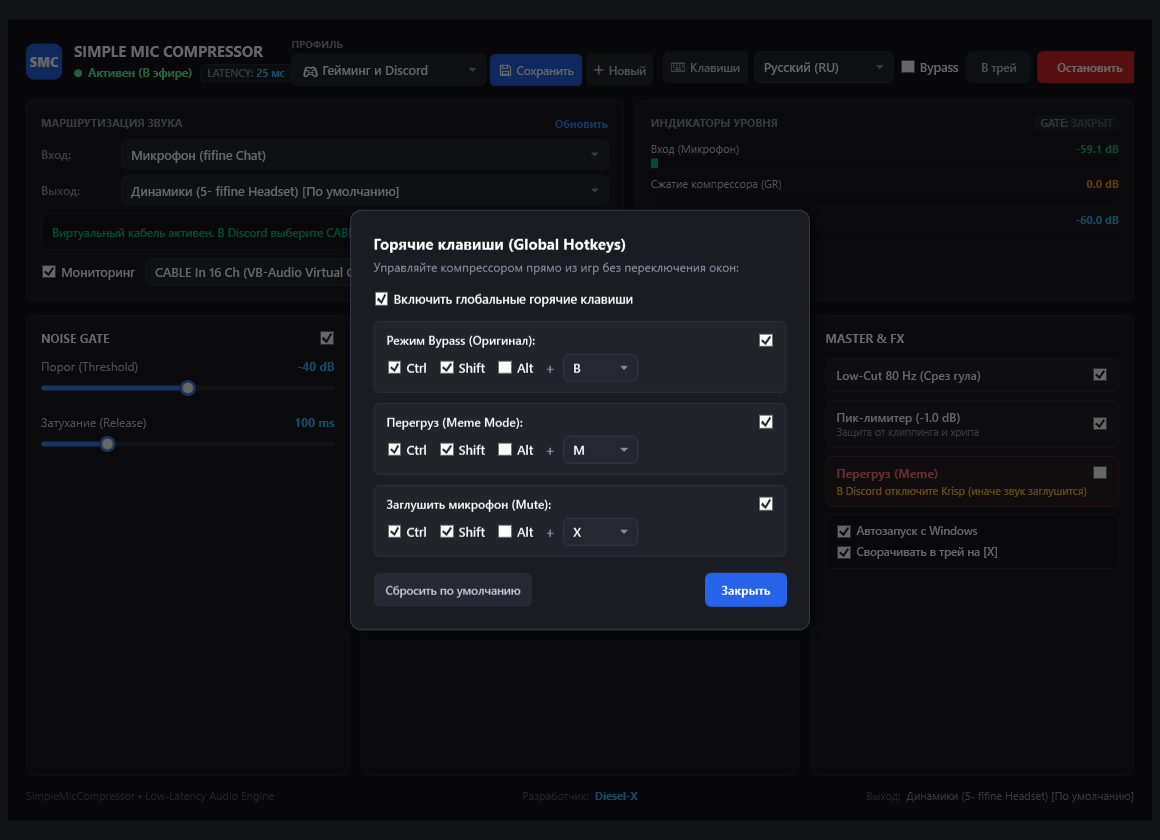 SMC
SIMPLE MIC COMPRESSOR
Активен (В эфире)
LATENCY: 25 мс
ПРОФИЛЬ
Гейминг и Discord
Сохранить
+ Новый
Клавиши
Русский (RU)
Bypass
В трей
Остановить
МАРШРУТИЗАЦИЯ ЗВУКА
Обновить
Вход:
Микрофон (fifine Chat)
Выход:
Динамики (5- fifine Headset) [По умолчанию]
Виртуальный кабель активен. В Discord выберите CABL
Мониторинг
CABLE In 16 Ch (VB-Audio Virtual
ИНДИКАТОРЫ УРОВНЯ
GATE: ЗАКРЫТ
Вход (Микрофон)
-59.1 dB
Сжатие компрессора (GR)
0.0 dB
-60.0 dB
Горячие клавиши (Global Hotkeys)
Управляйте компрессором прямо из игр без переключения окон:
Включить глобальные горячие клавиши
Режим Bypass (Оригинал):
Ctrl Shift Alt + B
Перегруз (Meme Mode):
Ctrl Shift Alt + M
Заглушить микрофон (Mute):
Ctrl Shift Alt + X
Сбросить по умолчанию
Закрыть
NOISE GATE
Порог (Threshold)
-40 dB
Затухание (Release)
100 ms
MASTER & FX
Low-Cut 80 Hz (Срез гула)
Пик-лимитер (-1.0 dB)
Защита от клиппинга и хрипа
Перегруз (Meme)
В Discord отключите Krisp (иначе звук заглушится)
Автозапуск с Windows
Сворачивать в трей на [X]
SimpleMicCompressor • Low-Latency Audio Engine
Разработчик: Diesel-X
Выход: Динамики (5- fifine Headset) [По умолчанию]